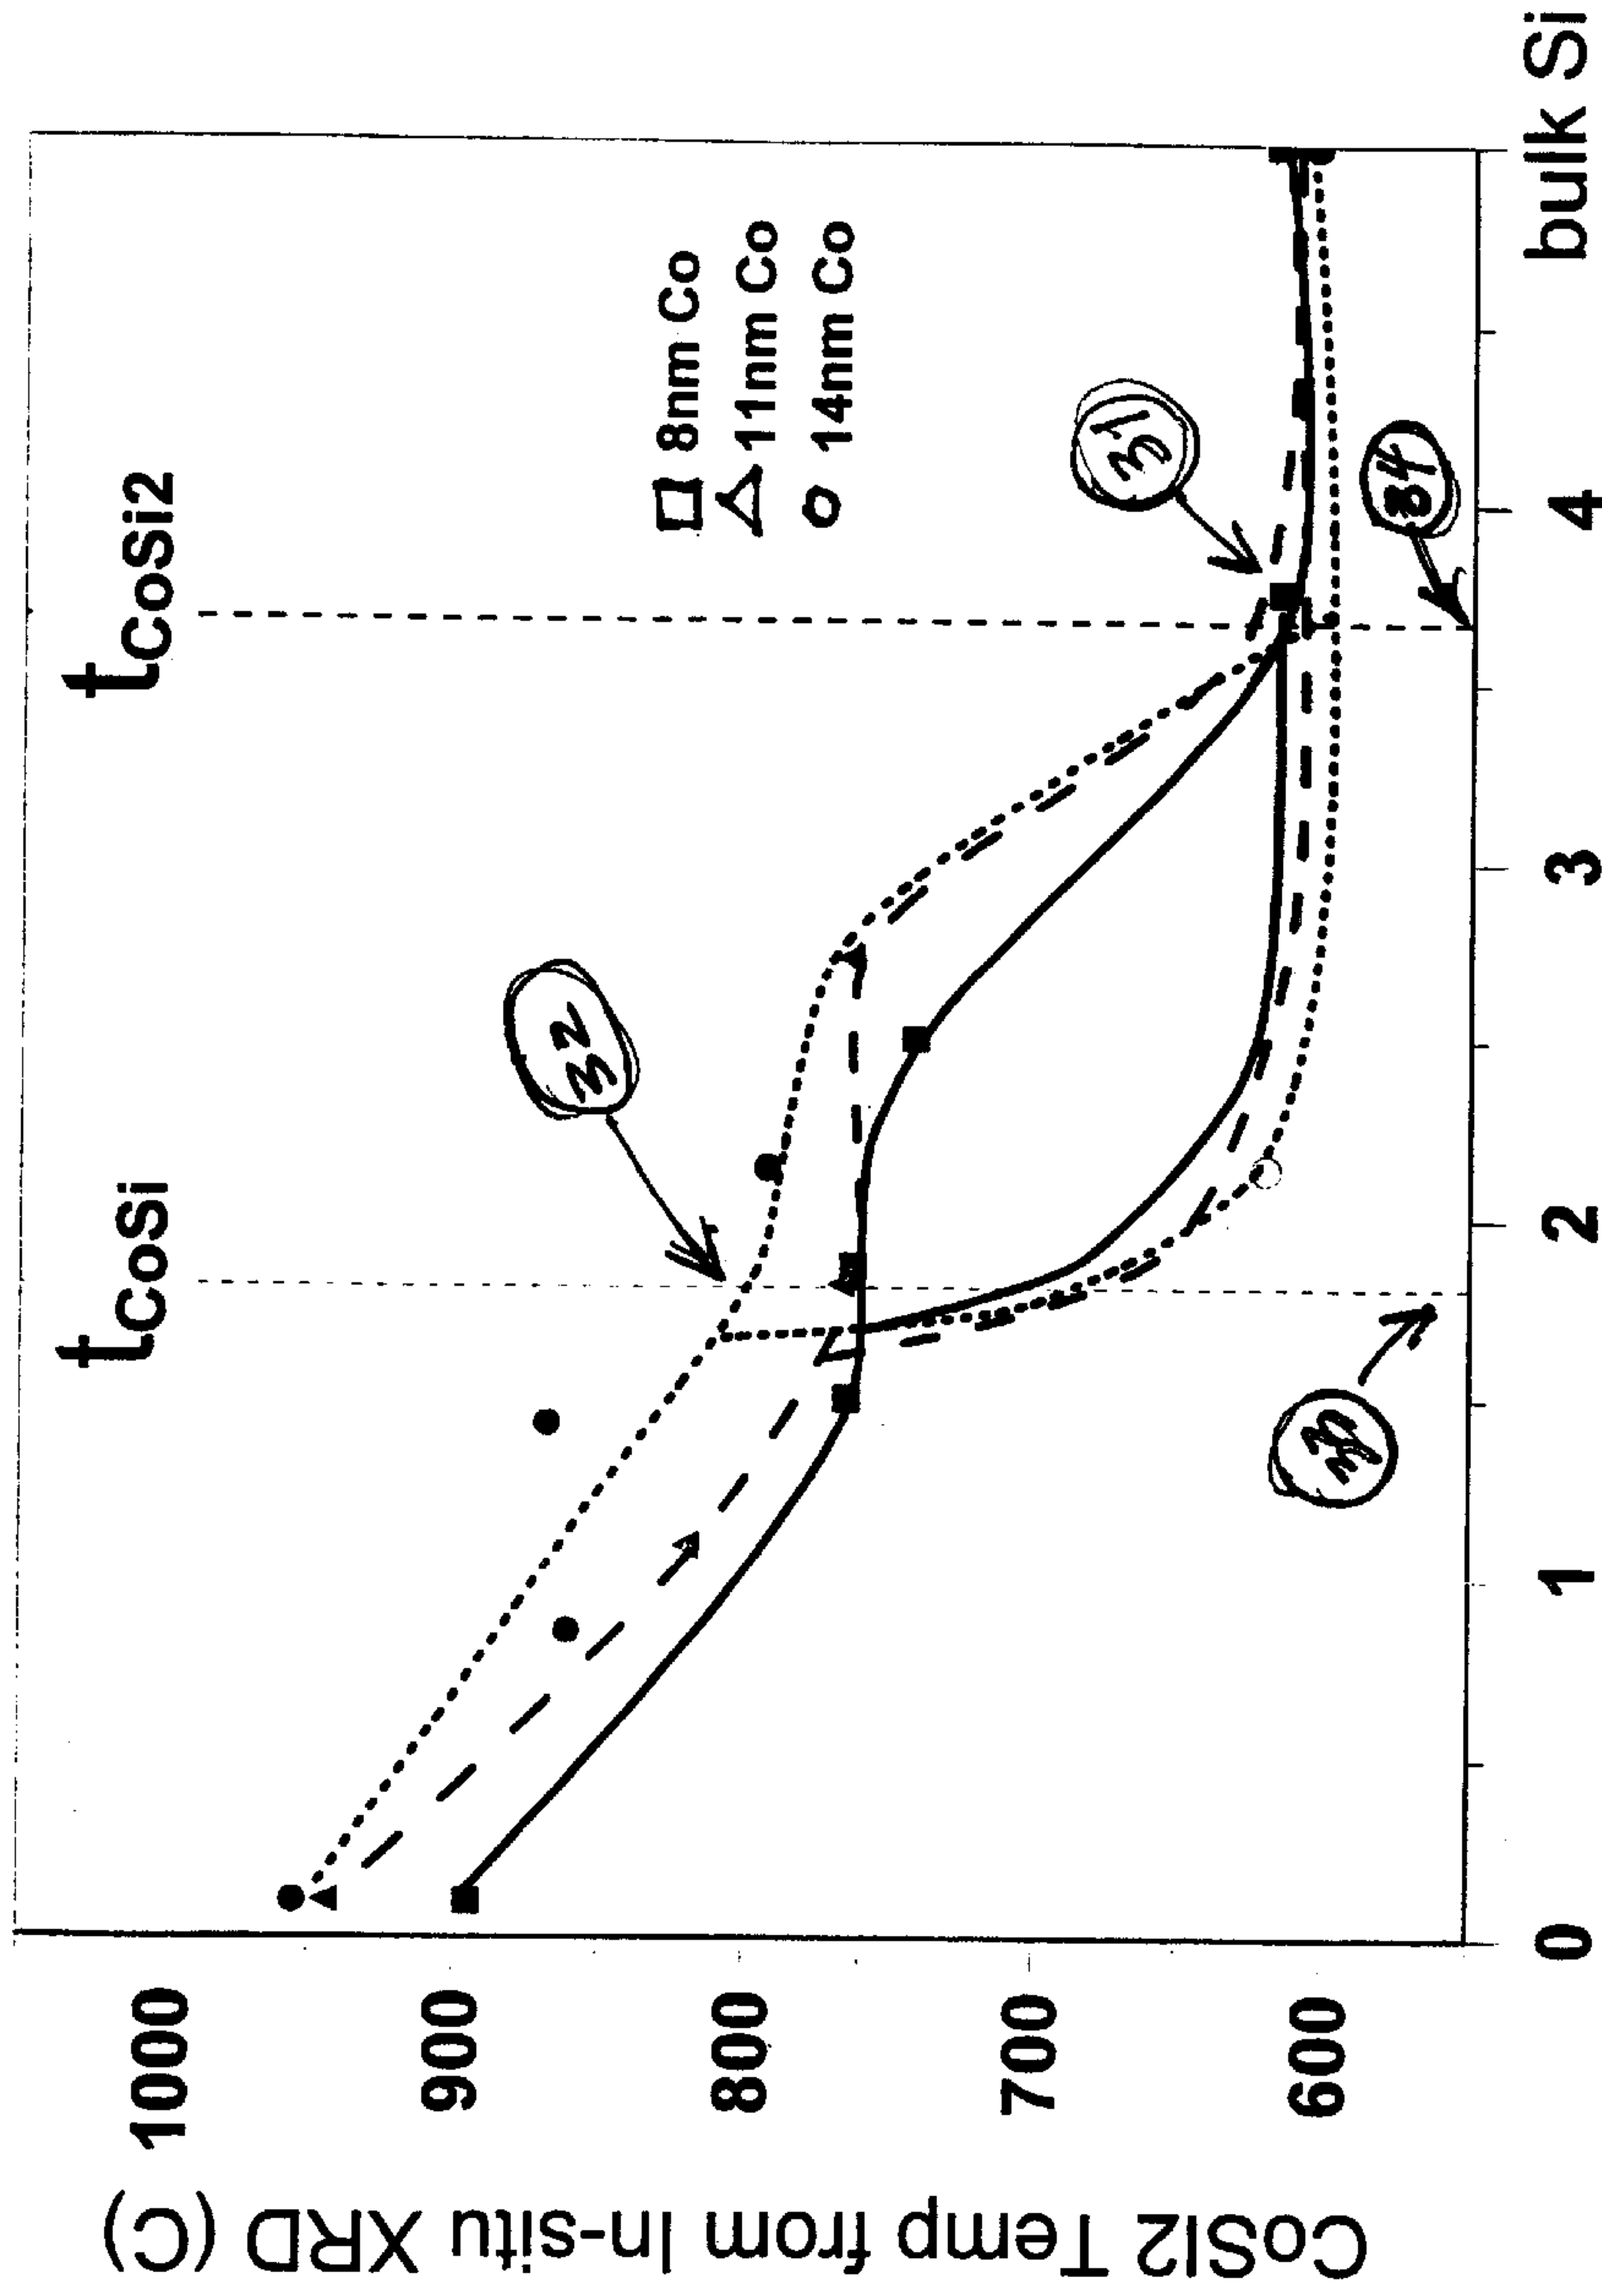 tCoSi tCoSi2
1000
900
800
700
600
CoSI2 Temp from In-situ XRD (C)
8nm Co
11nm Co
14nm Co
32
31
33
34
0 1 2 3 4 bulk Si